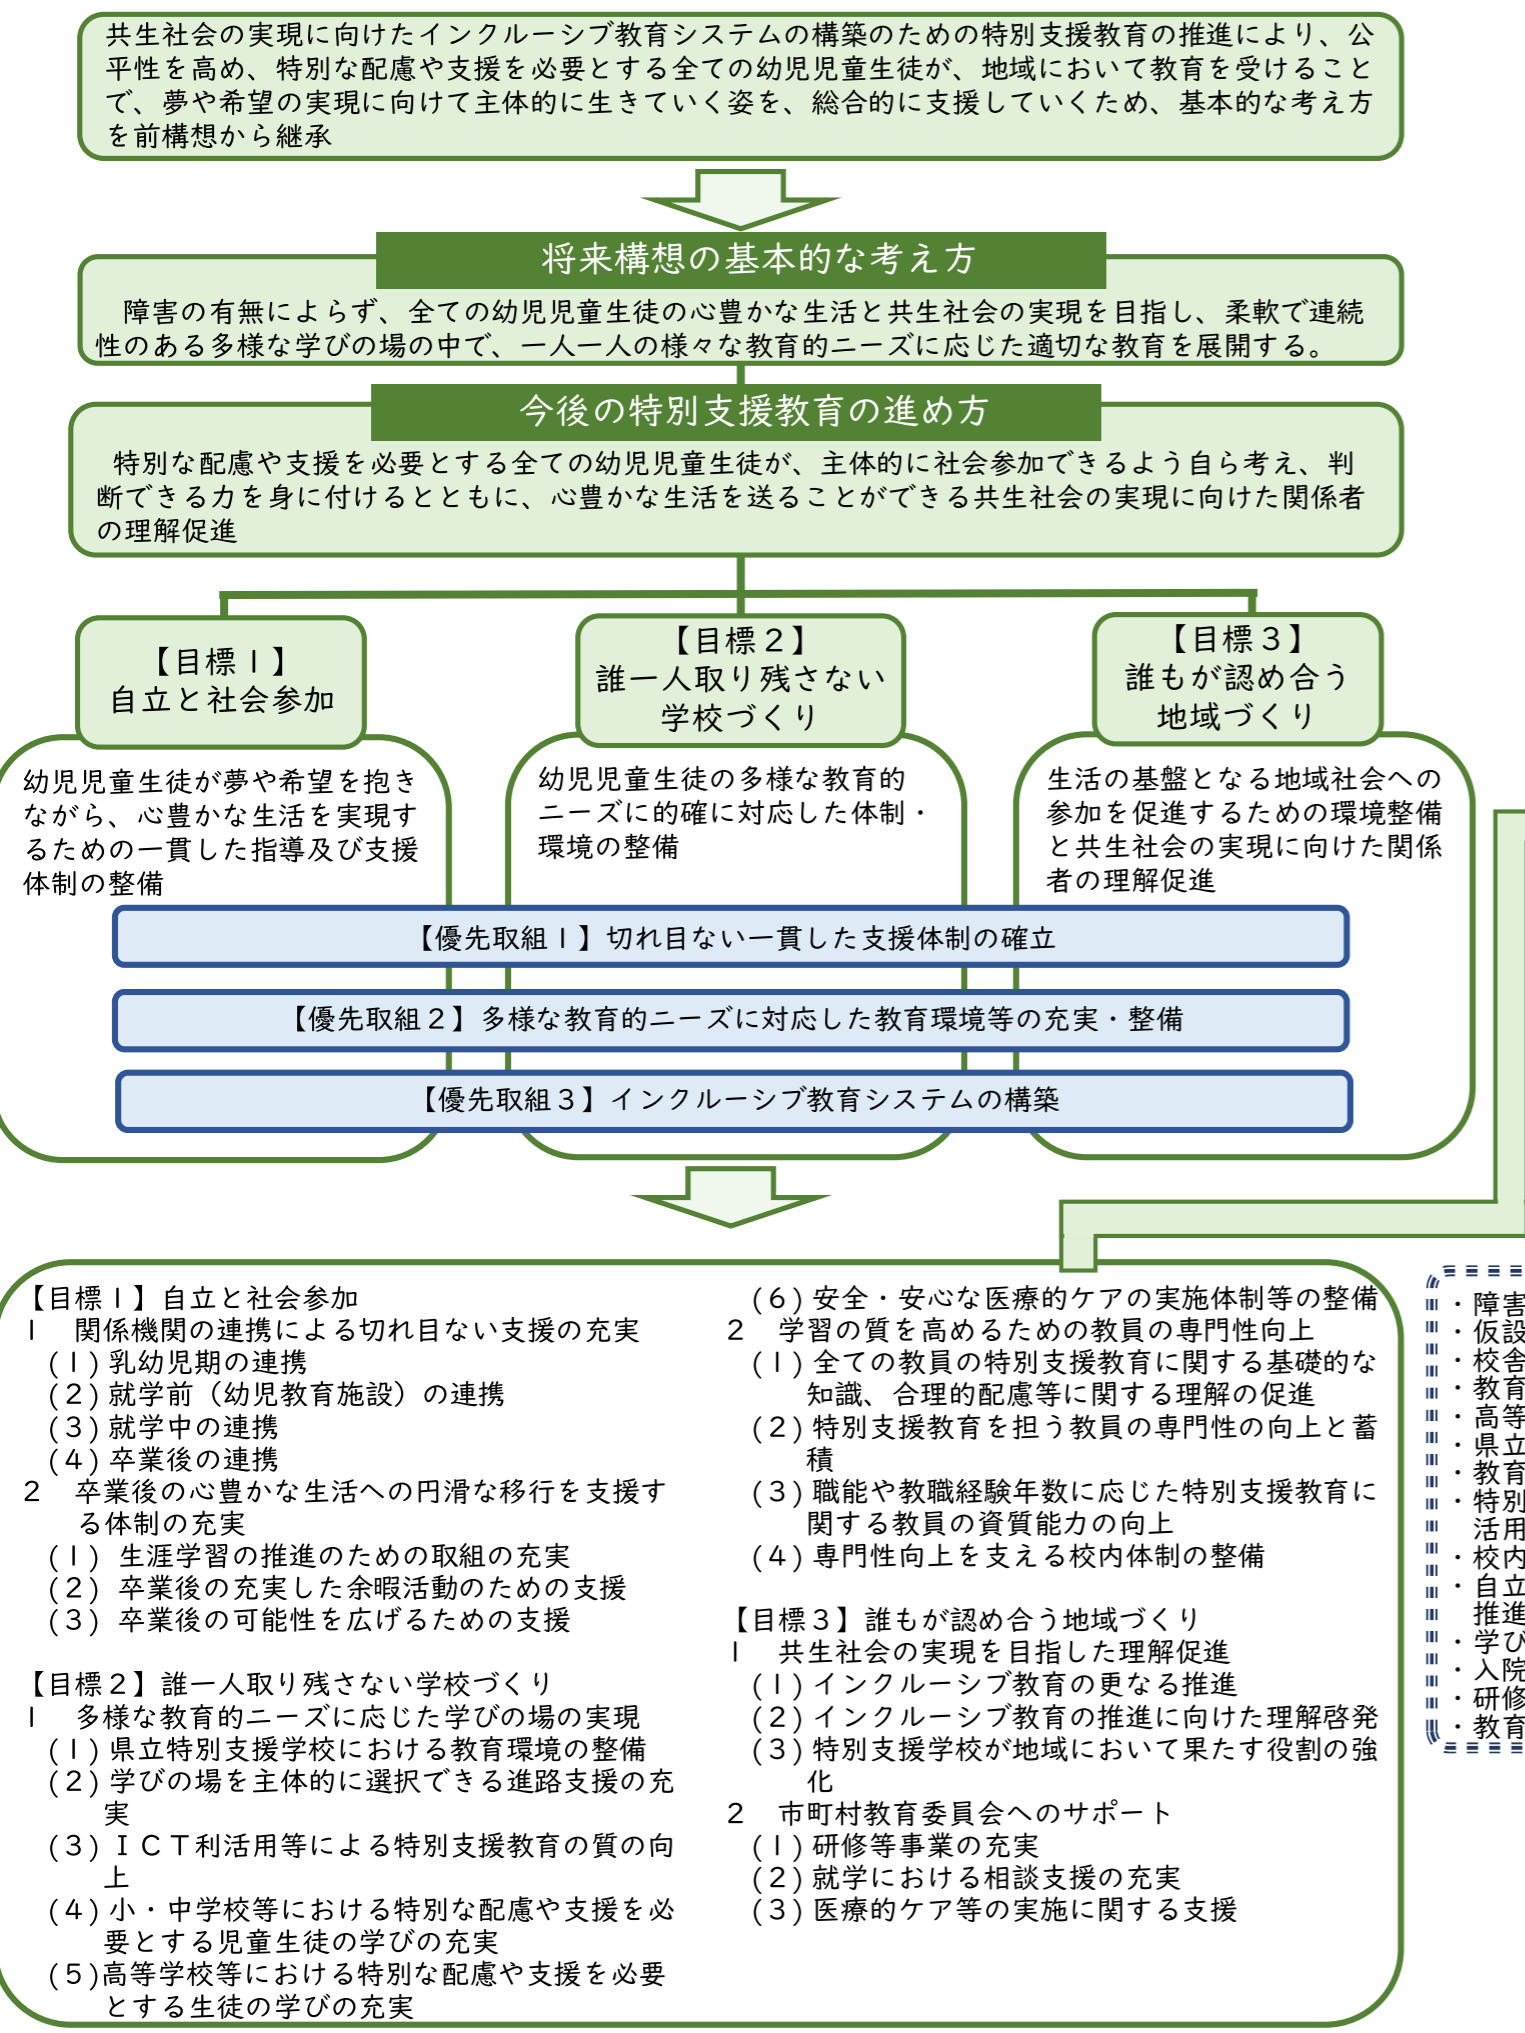 共生社会の実現に向けたインクルーシブ教育システムの構築のための特別支援教育の推進により、公
平性を高め、特別な配慮や支援を必要とする全ての幼児児童生徒が、地域において教育を受けること
で、夢や希望の実現に向けて主体的に生きていく姿を、総合的に支援していくため、基本的な考え方
を前構想から継承
将来構想の基本的な考え方
障害の有無によらず、全ての幼児児童生徒の心豊かな生活と共生社会の実現を目指し、柔軟で連続
性のある多様な学びの場の中で、一人一人の様々な教育的ニーズに応じた適切な教育を展開する。
今後の特別支援教育の進め方
特別な配慮や支援を必要とする全ての幼児児童生徒が、主体的に社会参加できるよう自ら考え、判
断できる力を身に付けるとともに、心豊かな生活を送ることができる共生社会の実現に向けた関係者
の理解促進
【目標１】
自立と社会参加
幼児児童生徒が夢や希望を抱き
ながら、心豊かな生活を実現す
るための一貫した指導及び支援
体制の整備
【目標２】
誰一人取り残さない
学校づくり
幼児児童生徒の多様な教育的
ニーズに的確に対応した体制・
環境の整備
【目標３】
誰もが認め合う
地域づくり
生活の基盤となる地域社会への
参加を促進するための環境整備
と共生社会の実現に向けた関係
者の理解促進
【優先取組１】切れ目ない一貫した支援体制の確立
【優先取組２】多様な教育的ニーズに対応した教育環境等の充実・整備
【優先取組３】インクルーシブ教育システムの構築
【目標１】自立と社会参加
１　関係機関の連携による切れ目ない支援の充実
(１)乳幼児期の連携
(２)就学前（幼児教育施設）の連携
(３)就学中の連携
(４)卒業後の連携
２　卒業後の心豊かな生活への円滑な移行を支援す
る体制の充実
(１) 生涯学習の推進のための取組の充実
(２) 卒業後の充実した余暇活動のための支援
(３) 卒業後の可能性を広げるための支援
【目標２】誰一人取り残さない学校づくり
１　多様な教育的ニーズに応じた学びの場の実現
(１)県立特別支援学校における教育環境の整備
(２)学びの場を主体的に選択できる進路支援の充
実
(３)ＩＣＴ利活用等による特別支援教育の質の向
上
(４)小・中学校等における特別な配慮や支援を必
要とする児童生徒の学びの充実
(５)高等学校等における特別な配慮や支援を必要
とする生徒の学びの充実
(６)安全・安心な医療的ケアの実施体制等の整備
２　学習の質を高めるための教員の専門性向上
(１)全ての教員の特別支援教育に関する基礎的な
知識、合理的配慮等に関する理解の促進
(２)特別支援教育を担う教員の専門性の向上と蓄
積
(３)職能や教職経験年数に応じた特別支援教育に
関する教員の資質能力の向上
(４)専門性向上を支える校内体制の整備
【目標３】誰もが認め合う地域づくり
１　共生社会の実現を目指した理解促進
(１)インクルーシブ教育の更なる推進
(２)インクルーシブ教育の推進に向けた理解啓発
(３)特別支援学校が地域において果たす役割の強
化
２　市町村教育委員会へのサポート
(１)研修等事業の充実
(２)就学における相談支援の充実
(３)医療的ケア等の実施に関する支援
・障害
・仮設
・校舎
・教育
・高等
・県立
・教育
・特別
活用
・校内
・自立
推進
・学び
・入院
・研修
・教育